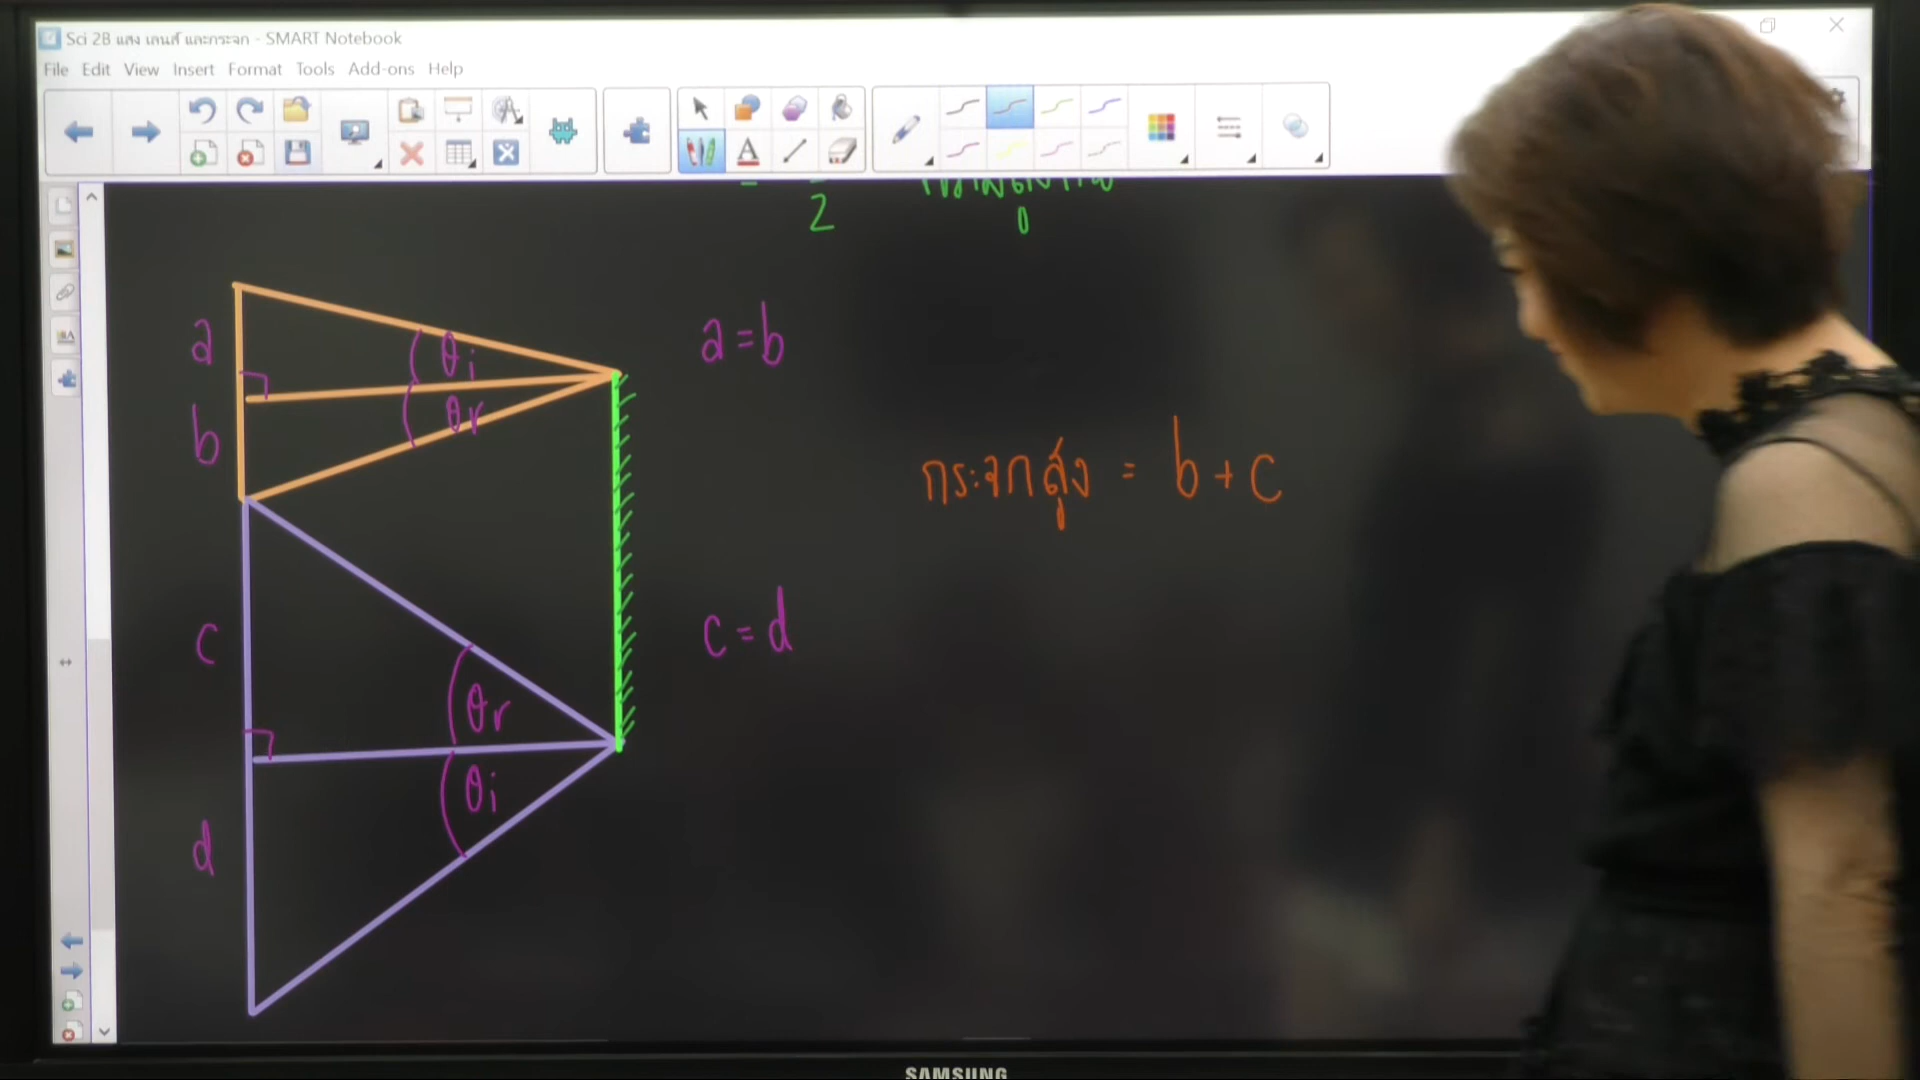 Sci 2B แสง เลนส์ และกระจก - SMART Notebook
File Edit View Insert Format Tools Add-ons Help
2
a
θi
a = b
b
θr
กระจกสูง = b + c
c
c = d
θr
θi
d
SAMSUNG